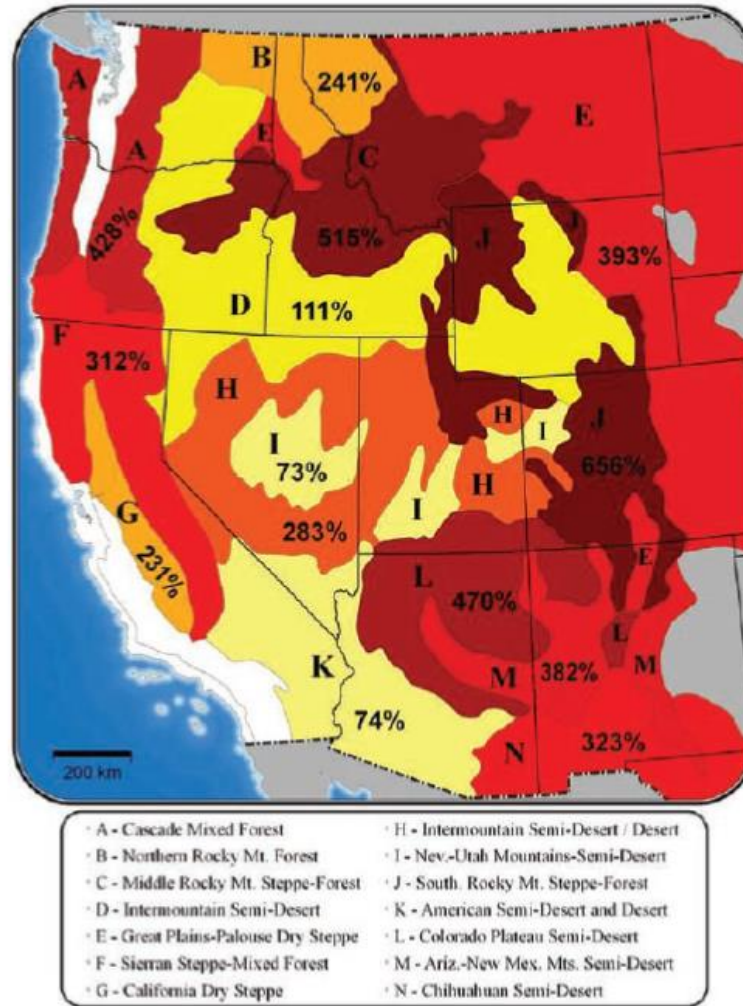 B
241%
A
E
E
A
C
428%
515%
J
J
393%
D
111%
F
312%
H
H
I
J
I
73%
656%
H
G
I
283%
231%
E
L
470%
L
K
M
382%
M
74%
N
323%
200 km
A - Cascade Mixed Forest
B - Northern Rocky Mt. Forest
C - Middle Rocky Mt. Steppe-Forest
D - Intermountain Semi-Desert
E - Great Plains-Palouse Dry Steppe
F - Sierran Steppe-Mixed Forest
G - California Dry Steppe
H - Intermountain Semi-Desert / Desert
I - Nev.-Utah Mountains-Semi-Desert
J - South. Rocky Mt. Steppe-Forest
K - American Semi-Desert and Desert
L - Colorado Plateau Semi-Desert
M - Ariz.-New Mex. Mts. Semi-Desert
N - Chihuahuan Semi-Desert